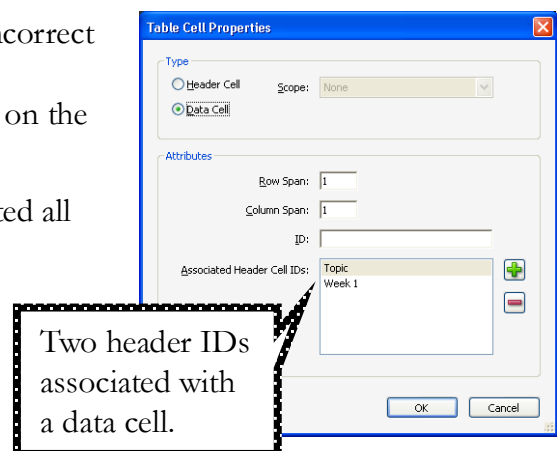 ncorrect
on the
ted all
Table Cell Properties
Type
Header Cell Scope: None
Data Cell
Attributes
Row Span: 1
Column Span: 1
ID:
Associated Header Cell IDs: Topic
Week 1
Two header IDs
associated with
a data cell.
OK Cancel